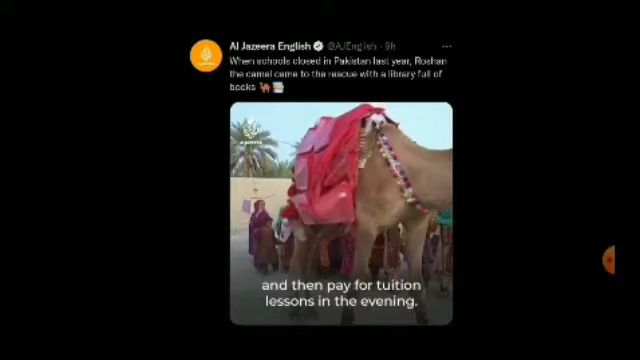 Al Jazeera English @AJEnglish · 9h
When schools closed in Pakistan last year, Roshan
the camel came to the rescue with a library full of
books 🐪📚
ALJAZEERA
and then pay for tuition
lessons in the evening.